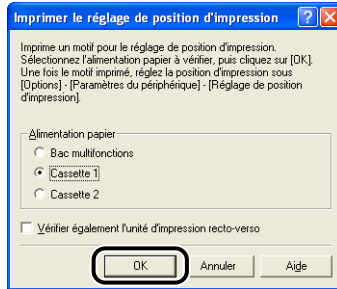 Imprimer le réglage de position d'impression
Imprime un motif pour le réglage de position d'impression.
Sélectionnez l'alimentation papier à vérifier, puis cliquez sur [OK].
Une fois le motif imprimé, réglez la position d'impression sous
[Options] - [Paramètres du périphérique] - [Réglage de position
d'impression].
Alimentation papier
Bac multifonctions
Cassette 1
Cassette 2
Vérifier également l'unité d'impression recto-verso
OK Annuler Aide